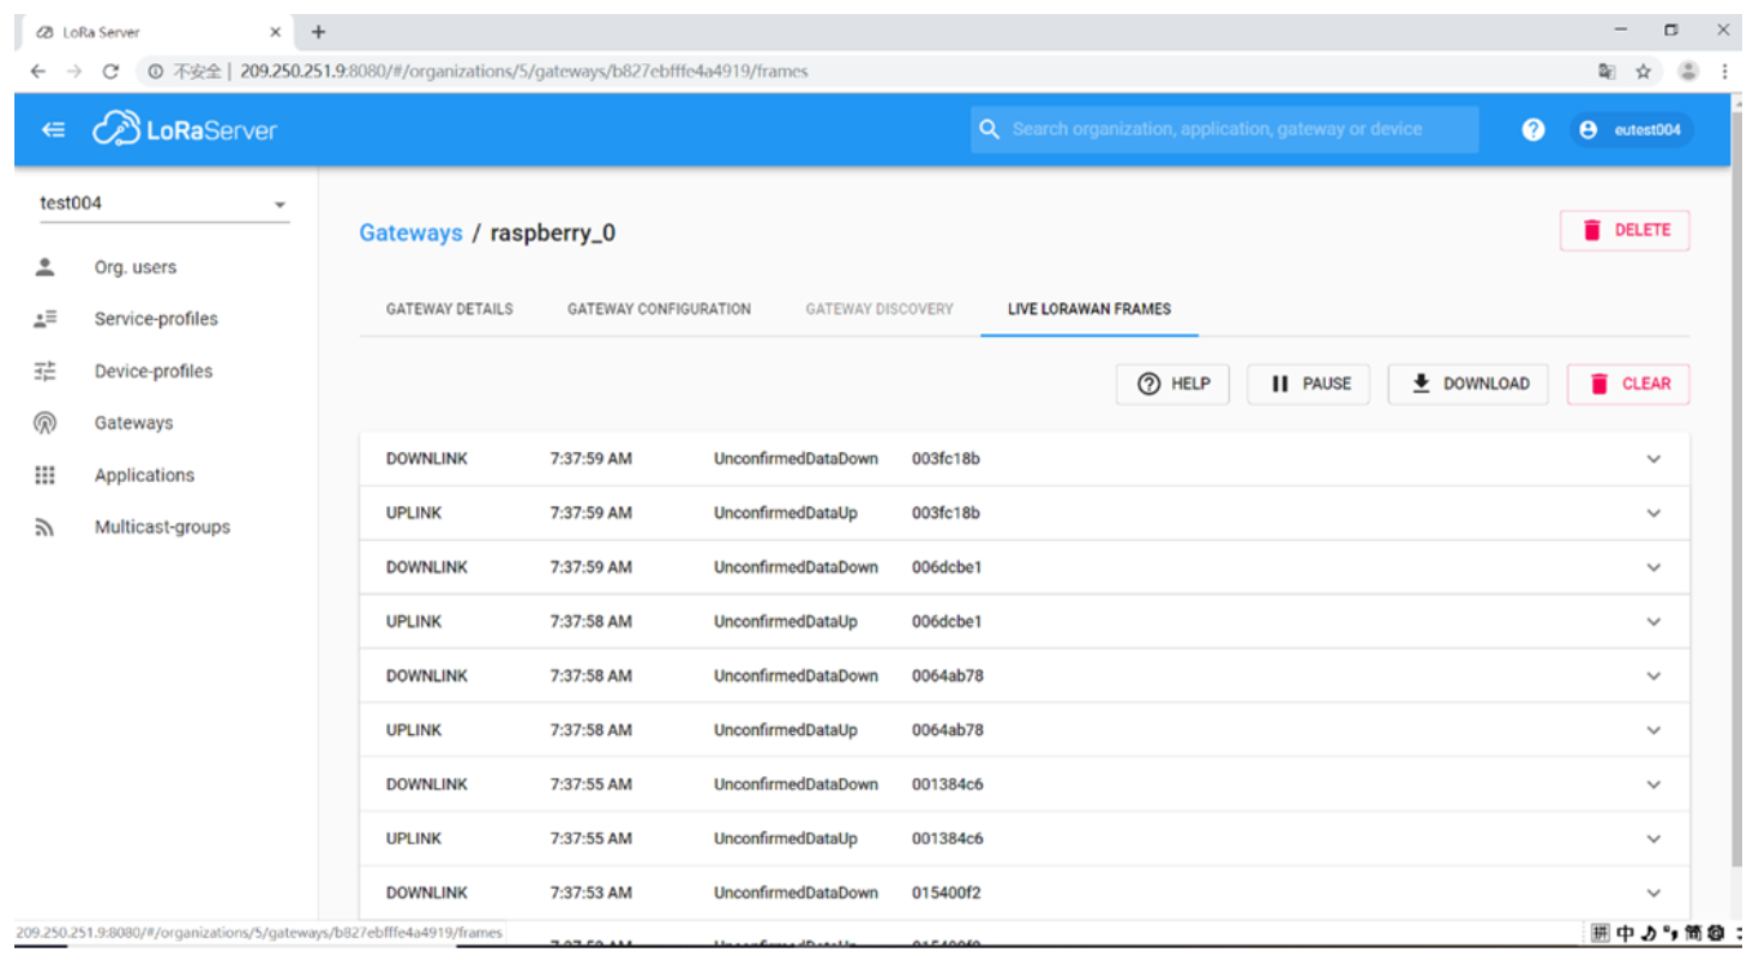 LoRa Server
不安全 | 209.250.251.9:8080/#/organizations/5/gateways/b827ebfffe4a4919/frames
LoRaServer
Search organization, application, gateway or device
eutest004
test004
Org. users
Service-profiles
Device-profiles
Gateways
Applications
Multicast-groups
Gateways / raspberry_0
DELETE
GATEWAY DETAILS GATEWAY CONFIGURATION GATEWAY DISCOVERY LIVE LORAWAN FRAMES
HELP PAUSE DOWNLOAD CLEAR
DOWNLINK 7:37:59 AM UnconfirmedDataDown 003fc18b
UPLINK 7:37:59 AM UnconfirmedDataUp 003fc18b
DOWNLINK 7:37:59 AM UnconfirmedDataDown 006dcbe1
UPLINK 7:37:58 AM UnconfirmedDataUp 006dcbe1
DOWNLINK 7:37:58 AM UnconfirmedDataDown 0064ab78
UPLINK 7:37:58 AM UnconfirmedDataUp 0064ab78
DOWNLINK 7:37:55 AM UnconfirmedDataDown 001384c6
UPLINK 7:37:55 AM UnconfirmedDataUp 001384c6
DOWNLINK 7:37:53 AM UnconfirmedDataDown 015400f2
209.250.251.9:8080/#/organizations/5/gateways/b827ebfffe4a4919/frames
拼 中 简